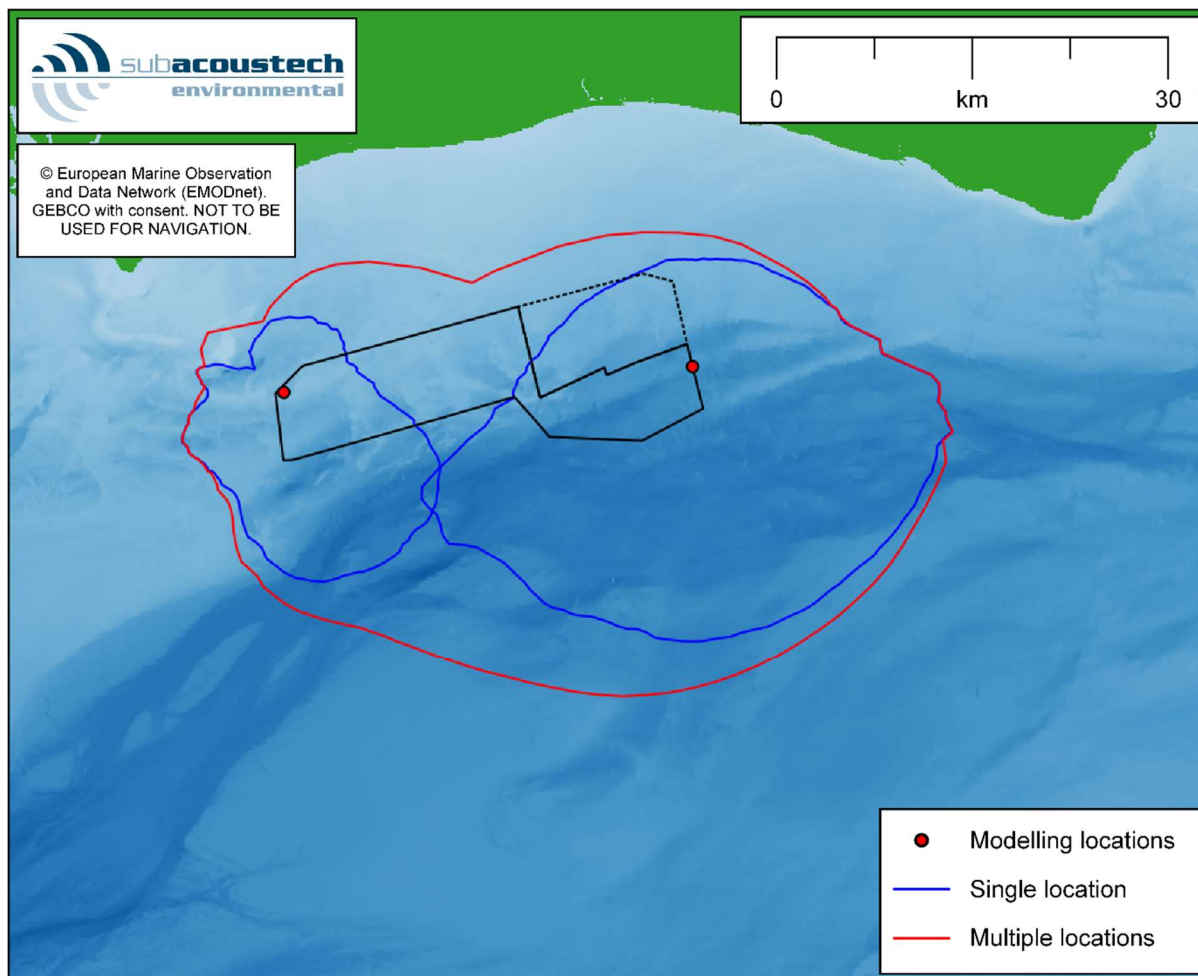 subacoustech
environmental
© European Marine Observation
and Data Network (EMODnet).
GEBCO with consent. NOT TO BE
USED FOR NAVIGATION.
0 km 30
Modelling locations
Single location
Multiple locations